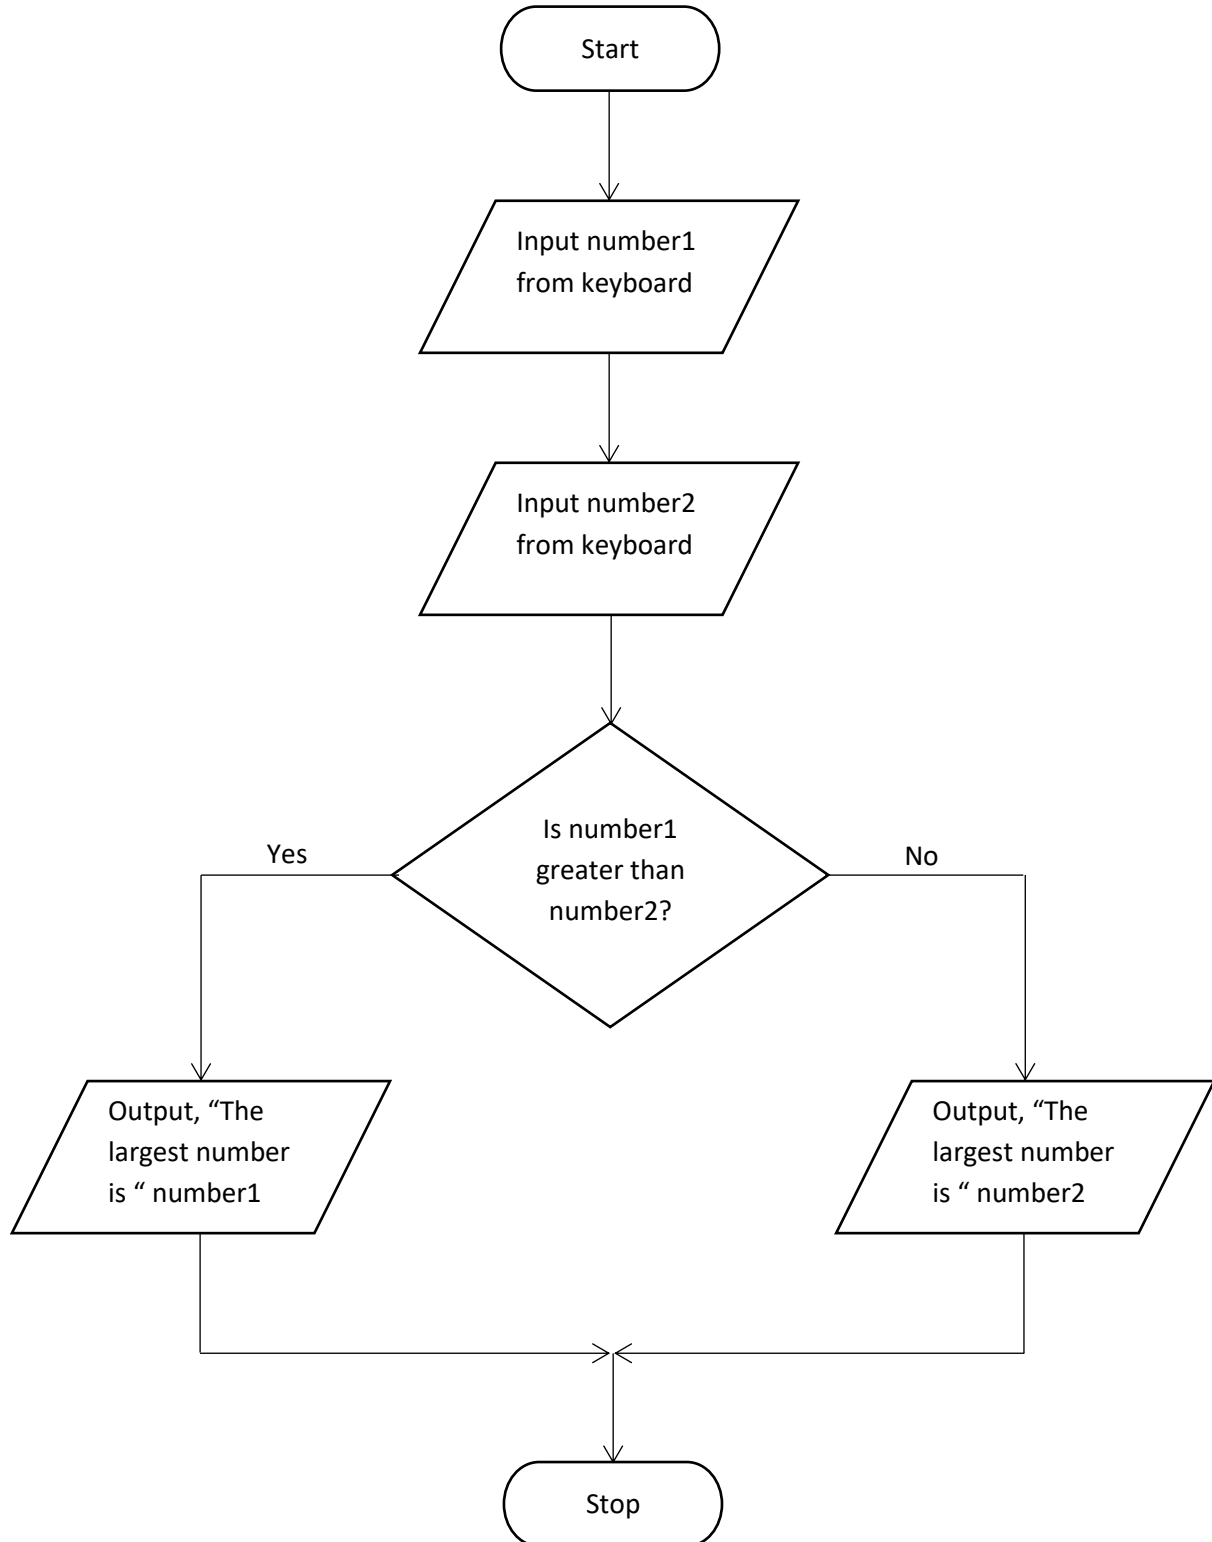 Start
Input number1
from keyboard
Input number2
from keyboard
Is number1
greater than
number2?
Yes
No
Output, “The
largest number
is “ number1
Output, “The
largest number
is “ number2
Stop